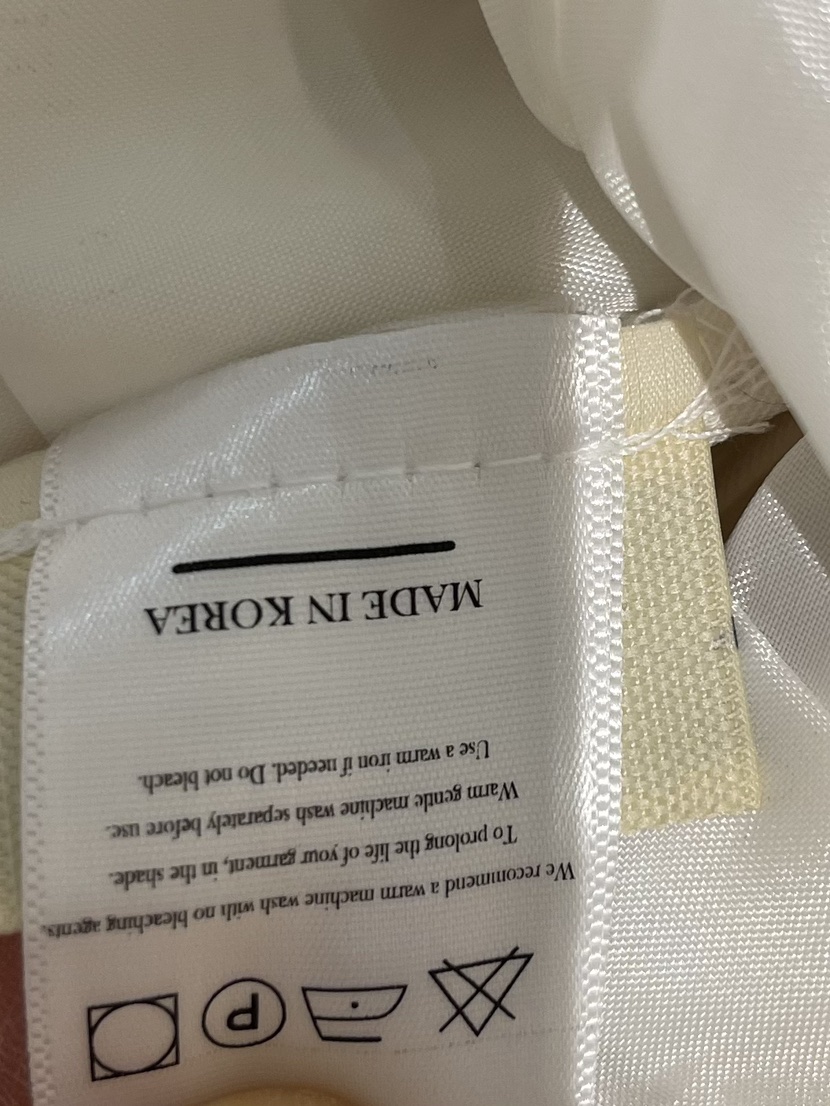 P
We recommend a warm machine wash with no bleaching agents.
To prolong the life of your garment, in the shade.
Warm gentle machine wash separately before use.
Use a warm iron if needed. Do not bleach.
MADE IN KOREA